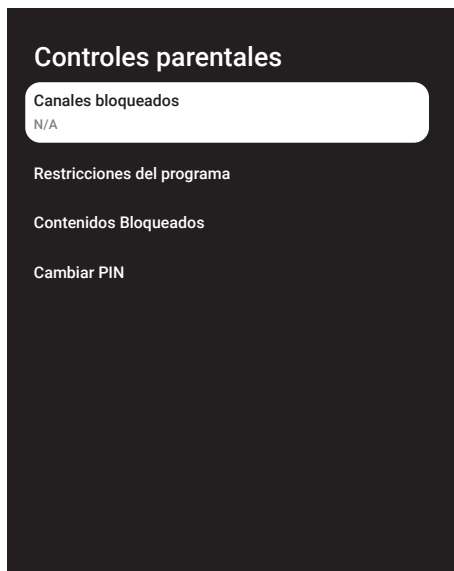 Controles parentales
Canales bloqueados
N/A
Restricciones del programa
Contenidos Bloqueados
Cambiar PIN